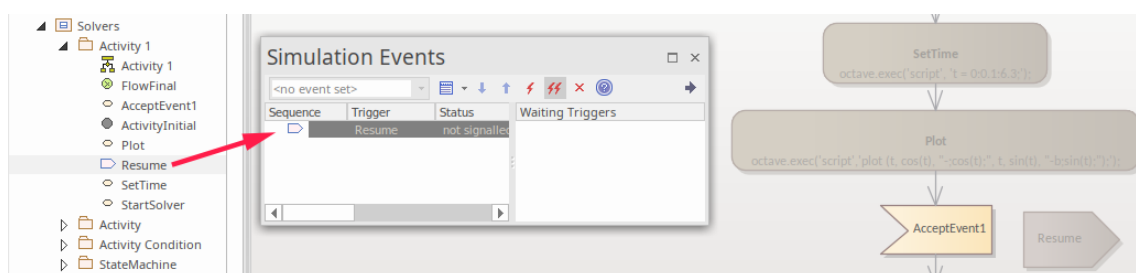 Solvers
Activity 1
Activity 1
FlowFinal
AcceptEvent1
ActivityInitial
Plot
Resume
SetTime
StartSolver
Activity
Activity Condition
StateMachine
Simulation Events
<no event set>
Sequence Trigger Status Waiting Triggers
Resume not signalled
SetTime
octave.exec('script', 't = 0:0.1:6.3;');
Plot
octave.exec('script','plot (t, cos(t), "-;cos(t);", t, sin(t), "-b;sin(t);");');
AcceptEvent1
Resume